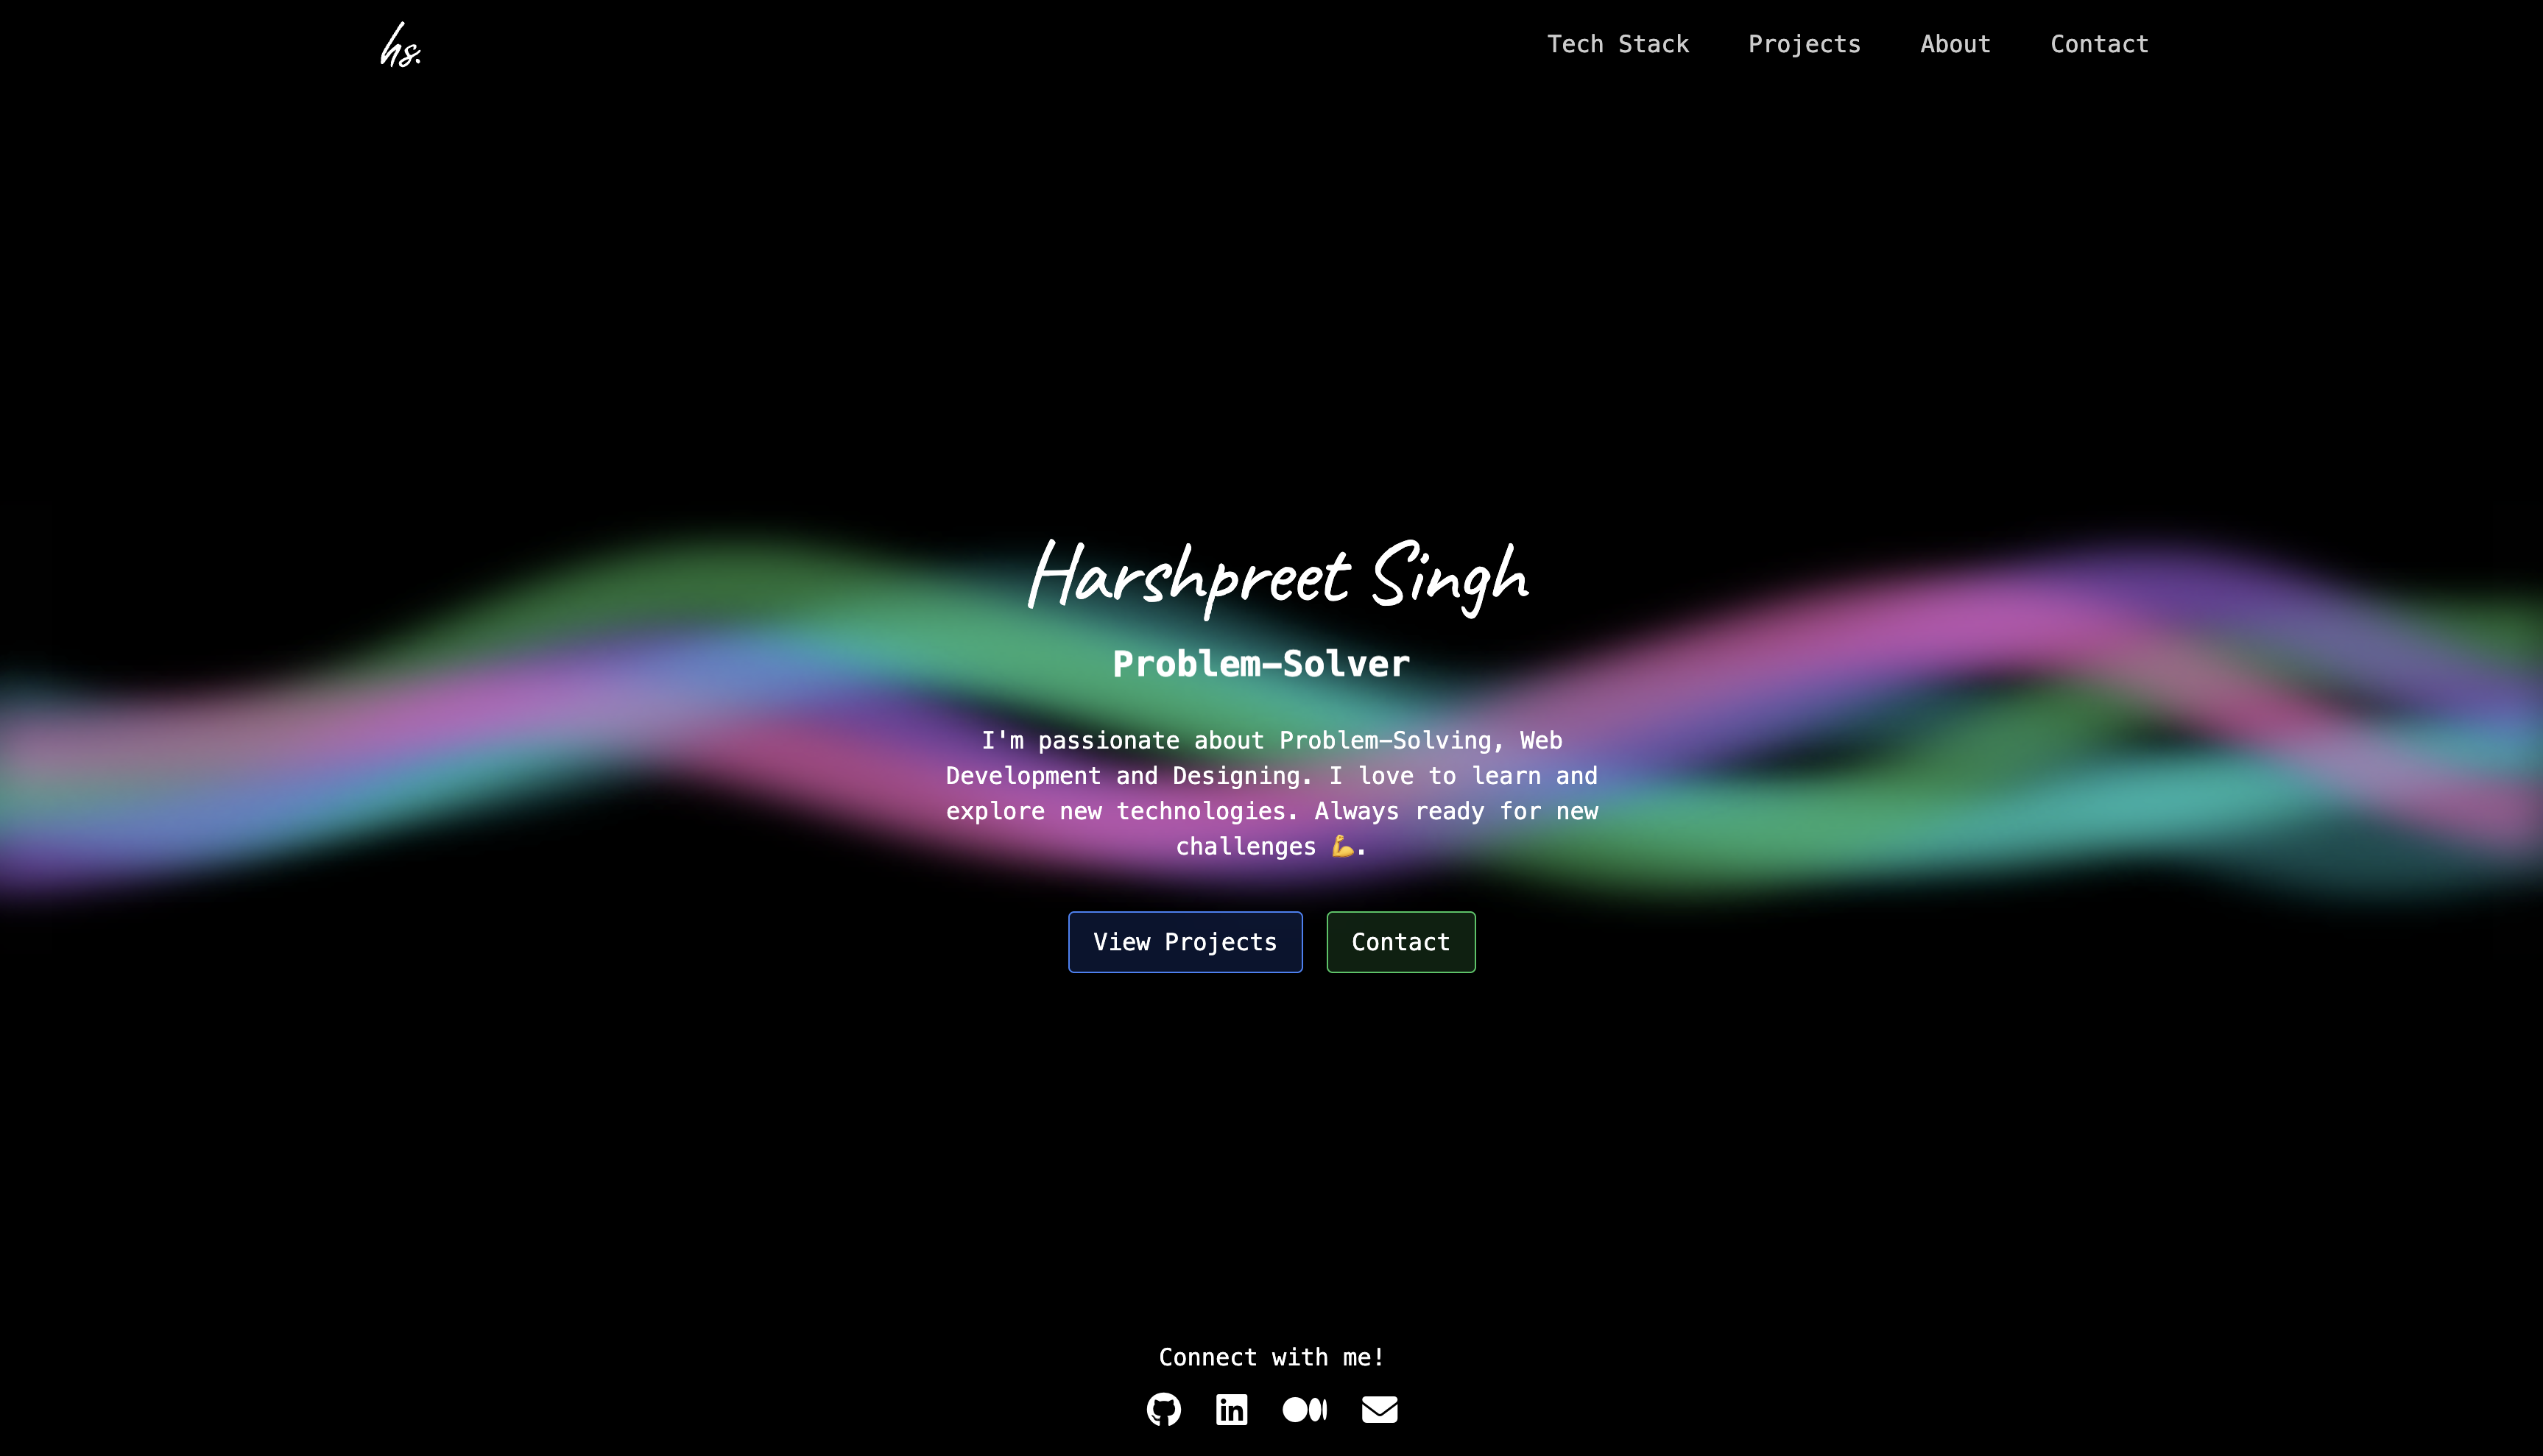 hs.
Tech Stack Projects About Contact
Harshpreet Singh
Problem-Solver
I'm passionate about Problem-Solving, Web
Development and Designing. I love to learn and
explore new technologies. Always ready for new
challenges 💪.
View Projects Contact
Connect with me!
in